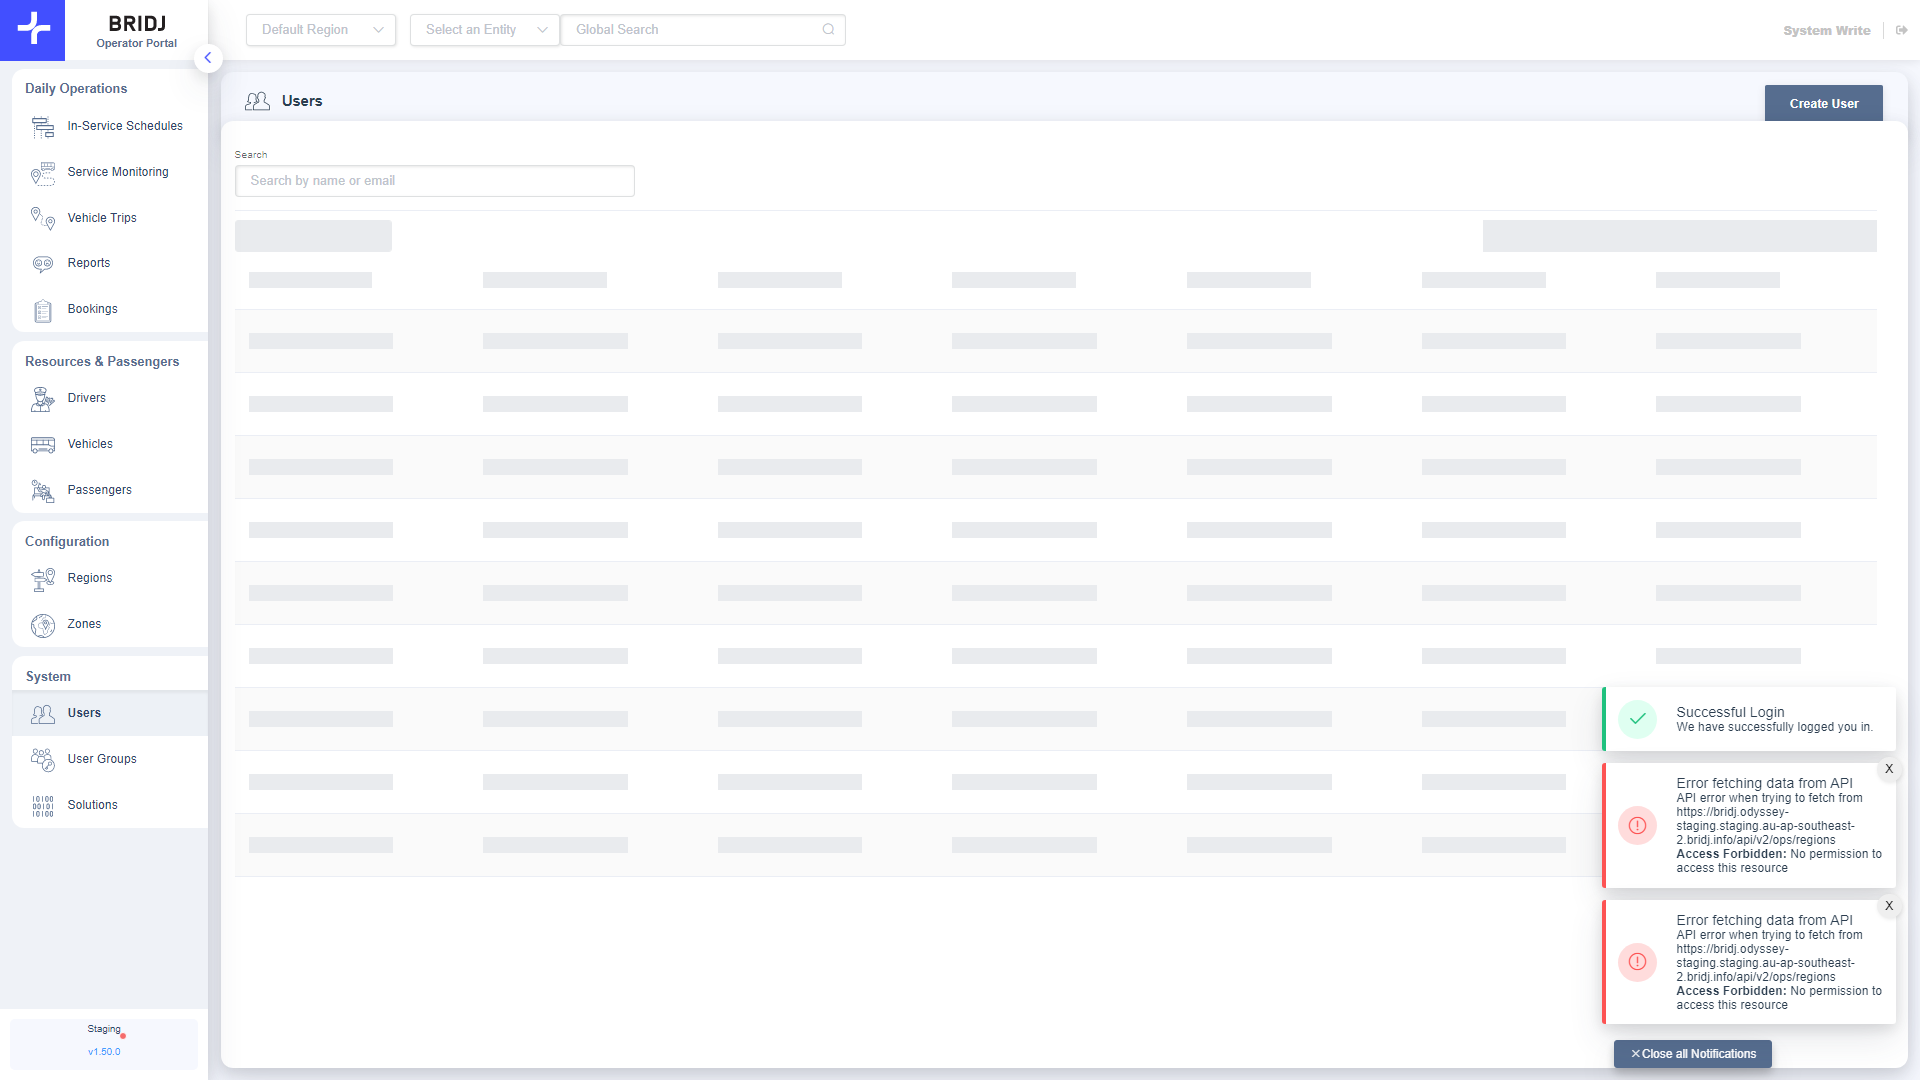 BRIDJ
Operator Portal
Default Region
Select an Entity
Global Search
System Write
Daily Operations
In-Service Schedules
Service Monitoring
Vehicle Trips
Reports
Bookings
Resources & Passengers
Drivers
Vehicles
Passengers
Configuration
Regions
Zones
System
Users
User Groups
Solutions
Staging
v1.50.0
Users
Create User
Search
Search by name or email
Successful Login
We have successfully logged you in.
X
Error fetching data from API
API error when trying to fetch from
https://bridj.odyssey-
staging.staging.au-ap-southeast-
2.bridj.info/api/v2/ops/regions
Access Forbidden: No permission to
access this resource
X
Error fetching data from API
API error when trying to fetch from
https://bridj.odyssey-
staging.staging.au-ap-southeast-
2.bridj.info/api/v2/ops/regions
Access Forbidden: No permission to
access this resource
✕Close all Notifications